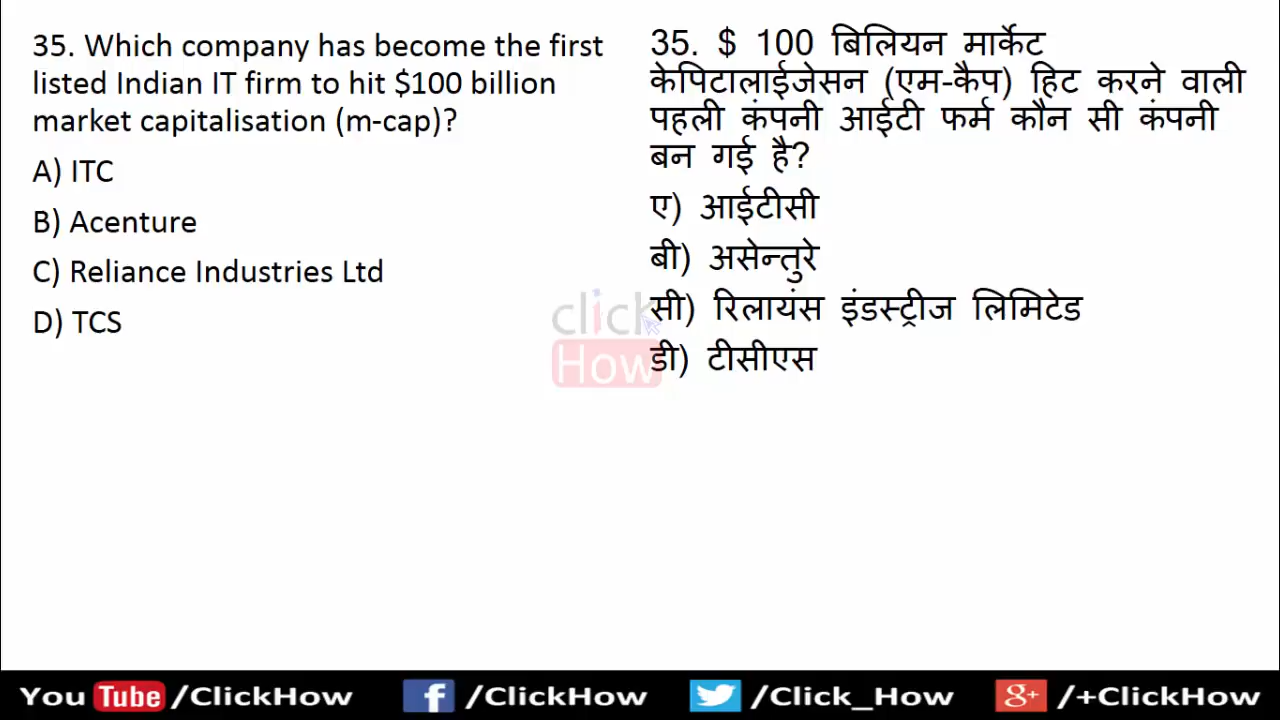 35. Which company has become the first
listed Indian IT firm to hit $100 billion
market capitalisation (m-cap)?
A) ITC
B) Acenture
C) Reliance Industries Ltd
D) TCS
35. $ 100 बिलियन मार्केट
केपिटालाईजेसन (एम-कैप) हिट करने वाली
पहली कंपनी आईटी फर्म कौन सी कंपनी
बन गई है?
ए) आईटीसी
बी) असेन्तुरे
सी) रिलायंस इंडस्ट्रीज लिमिटेड
डी) टीसीएस
click
How
You Tube /ClickHow f /ClickHow /Click_How g+ /+ClickHow